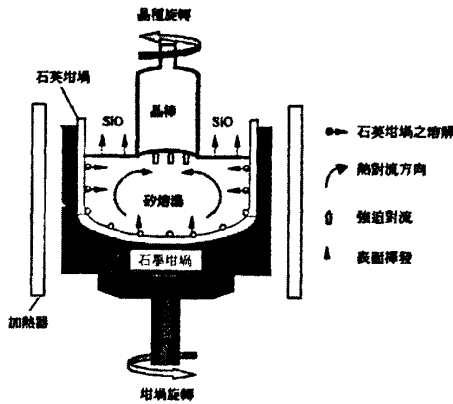 晶種旋轉
石英坩堝
SiO
晶棒
SiO
矽熔湯
石英坩堝之溶解
熱對流方向
強迫對流
表面揮發
石墨坩堝
加熱器
坩堝旋轉